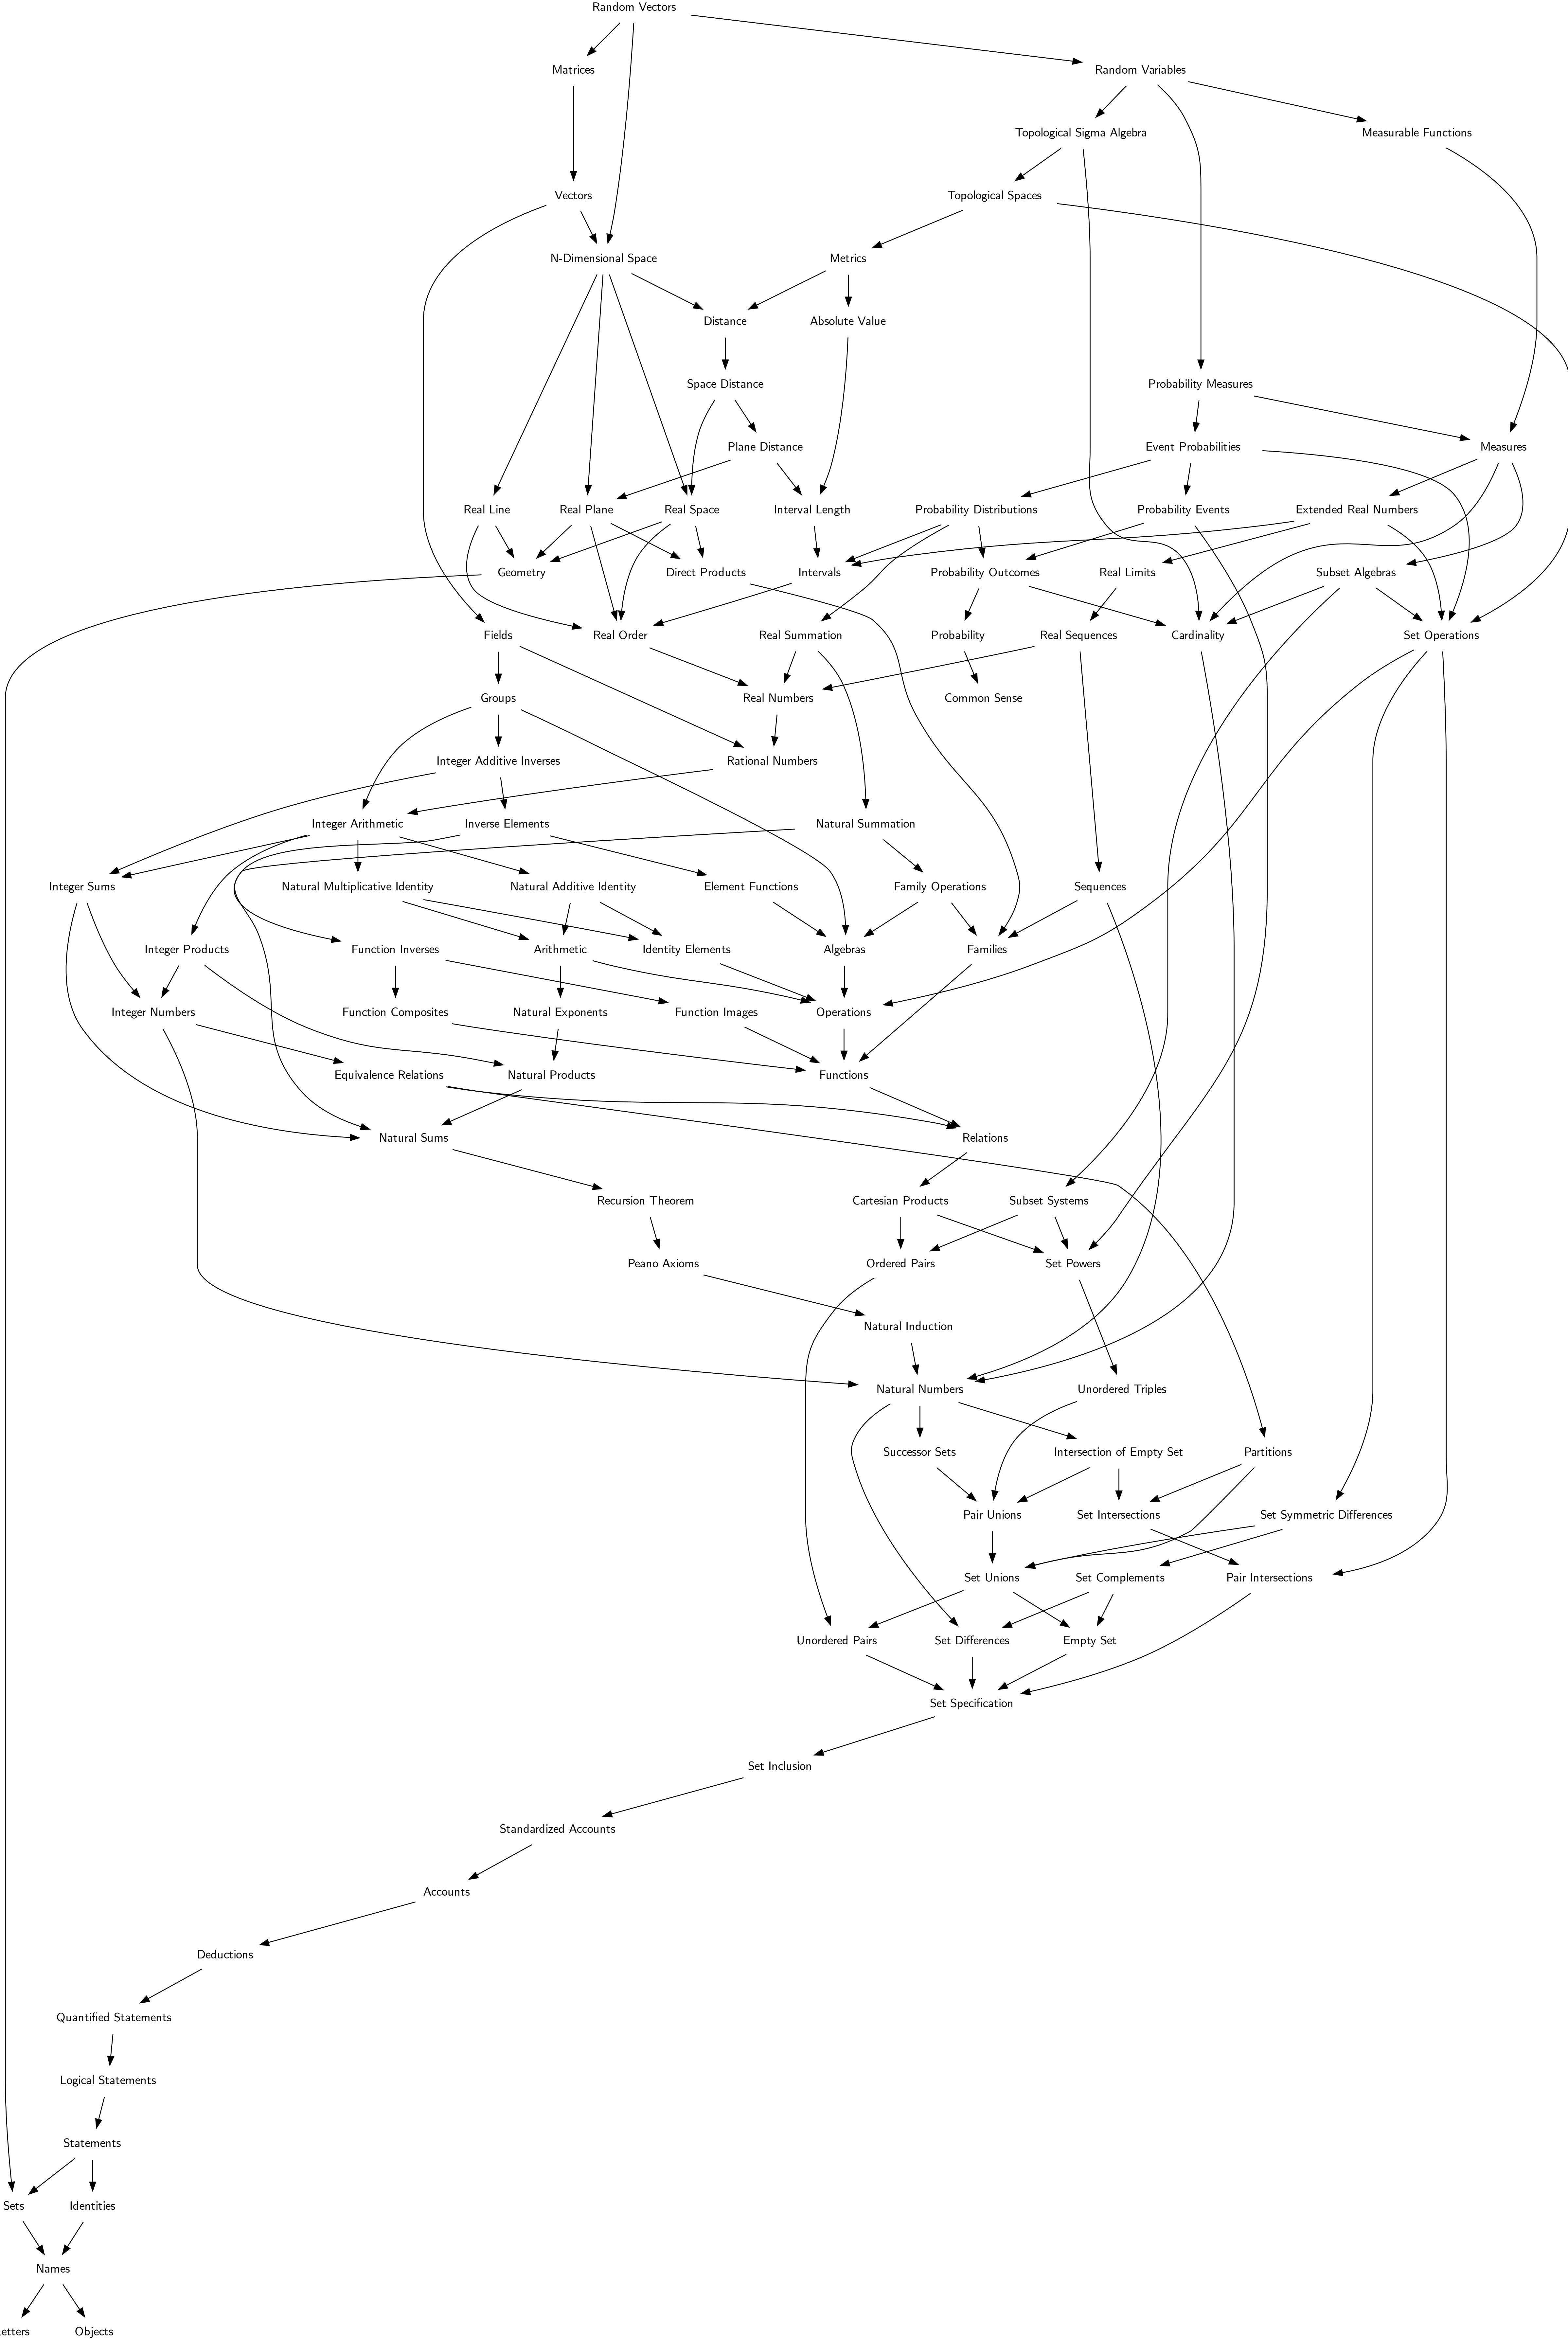 Random Vectors
Matrices
Random Variables
Topological Sigma Algebra
Measurable Functions
Vectors
Topological Spaces
N-Dimensional Space
Metrics
Distance
Absolute Value
Space Distance
Probability Measures
Plane Distance
Event Probabilities
Measures
Real Line
Real Plane
Real Space
Interval Length
Probability Distributions
Probability Events
Extended Real Numbers
Geometry
Direct Products
Intervals
Probability Outcomes
Real Limits
Subset Algebras
Fields
Real Order
Real Summation
Probability
Real Sequences
Cardinality
Set Operations
Groups
Real Numbers
Common Sense
Integer Additive Inverses
Rational Numbers
Integer Arithmetic
Inverse Elements
Natural Summation
Integer Sums
Natural Multiplicative Identity
Natural Additive Identity
Element Functions
Family Operations
Sequences
Integer Products
Function Inverses
Arithmetic
Identity Elements
Algebras
Families
Integer Numbers
Function Composites
Natural Exponents
Function Images
Operations
Equivalence Relations
Natural Products
Functions
Natural Sums
Relations
Recursion Theorem
Cartesian Products
Subset Systems
Peano Axioms
Ordered Pairs
Set Powers
Natural Induction
Natural Numbers
Unordered Triples
Successor Sets
Intersection of Empty Set
Partitions
Pair Unions
Set Intersections
Set Symmetric Differences
Set Unions
Set Complements
Pair Intersections
Unordered Pairs
Set Differences
Empty Set
Set Specification
Set Inclusion
Standardized Accounts
Accounts
Deductions
Quantified Statements
Logical Statements
Statements
Sets
Identities
Names
etters
Objects